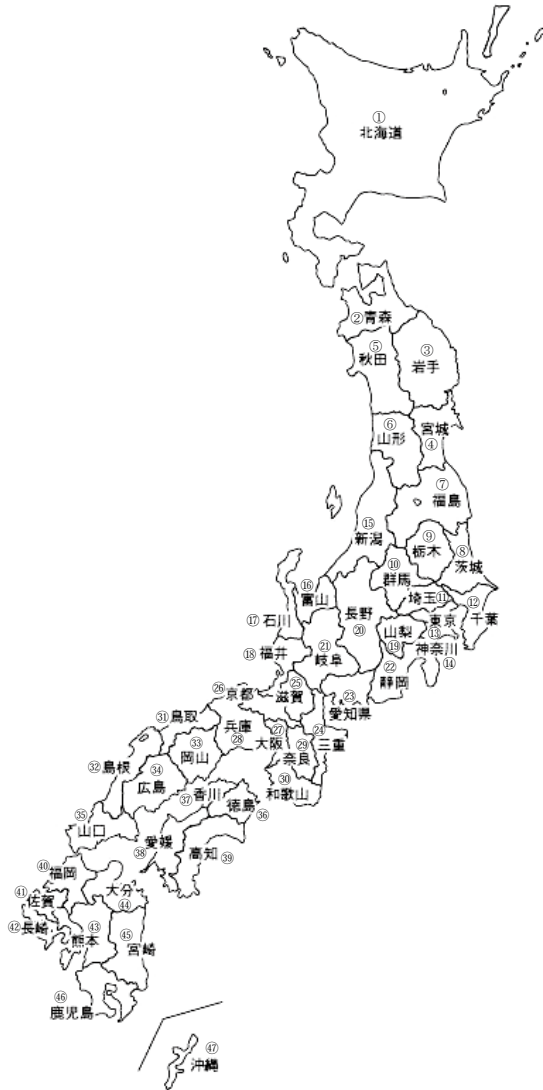 ①
北海道
②青森
⑤
秋田
③
岩手
⑥
山形
宮城
④
⑦
福島
⑮
新潟
⑨
栃木
⑧
茨城
⑩
群馬
埼玉⑪
⑫
千葉
⑯
富山
長野
⑳
山梨
⑲
東京
⑬
神奈川
⑭
⑰石川
㉑
岐阜
⑱福井
㉒
静岡
㉕
滋賀
㉓
愛知県
㉖京都
㉔
三重
兵庫
㉘
㉗
大阪
㉙
奈良
㉚
和歌山
㉛鳥取
㉝
岡山
㉜島根
㉞
広島
㊲香川
徳島
㊱
㉟
山口
愛媛
㊳
高知㊴
㊵
福岡
大分
㊹
㊶
佐賀
㊷長崎
㊸
熊本
㊺
宮崎
㊻
鹿児島
㊼
沖縄